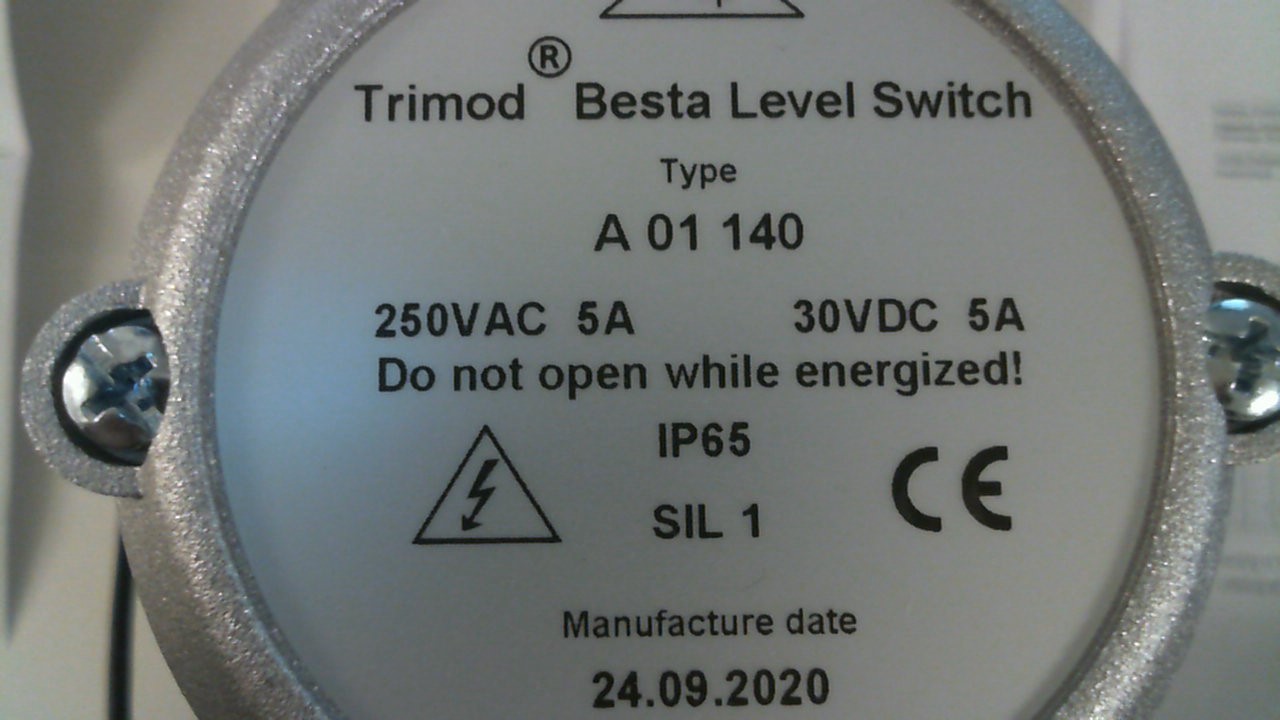 Trimod® Besta Level Switch
Type
A 01 140
250VAC 5A 30VDC 5A
Do not open while energized!
IP65
CE
SIL 1
Manufacture date
24.09.2020